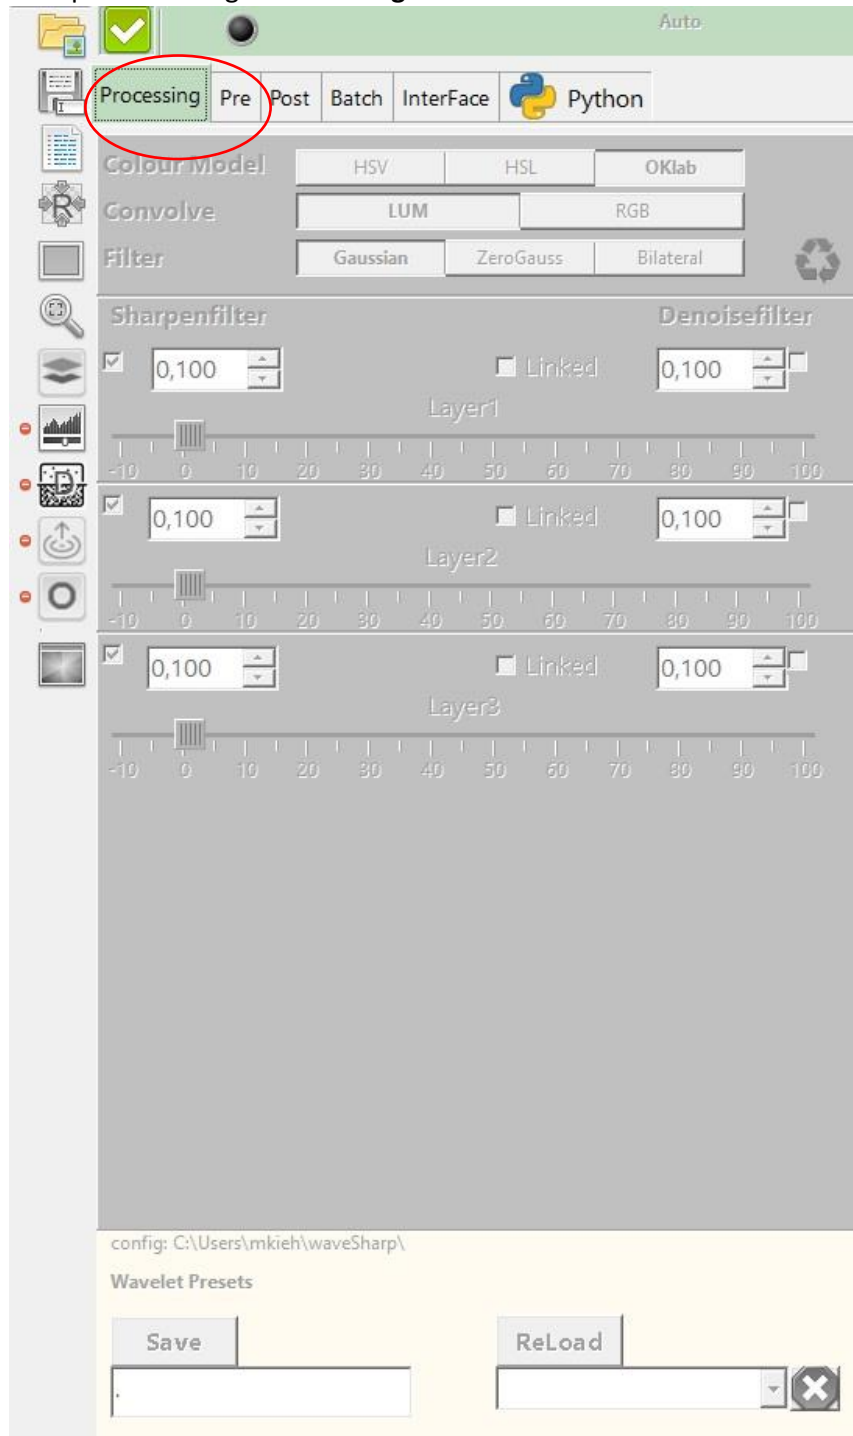 Auto
Processing Pre Post Batch InterFace Python
Colour Model HSV HSL OKlab
Convolve LUM RGB
Filter Gaussian ZeroGauss Bilateral
Sharpenfilter Denoisefilter
0,100 Linked 0,100
Layer1
-10 0 10 20 30 40 50 60 70 80 90 100
0,100 Linked 0,100
Layer2
-10 0 10 20 30 40 50 60 70 80 90 100
0,100 Linked 0,100
Layer3
-10 0 10 20 30 40 50 60 70 80 90 100
config: C:\Users\mkieh\waveSharp\
Wavelet Presets
Save ReLoad
.